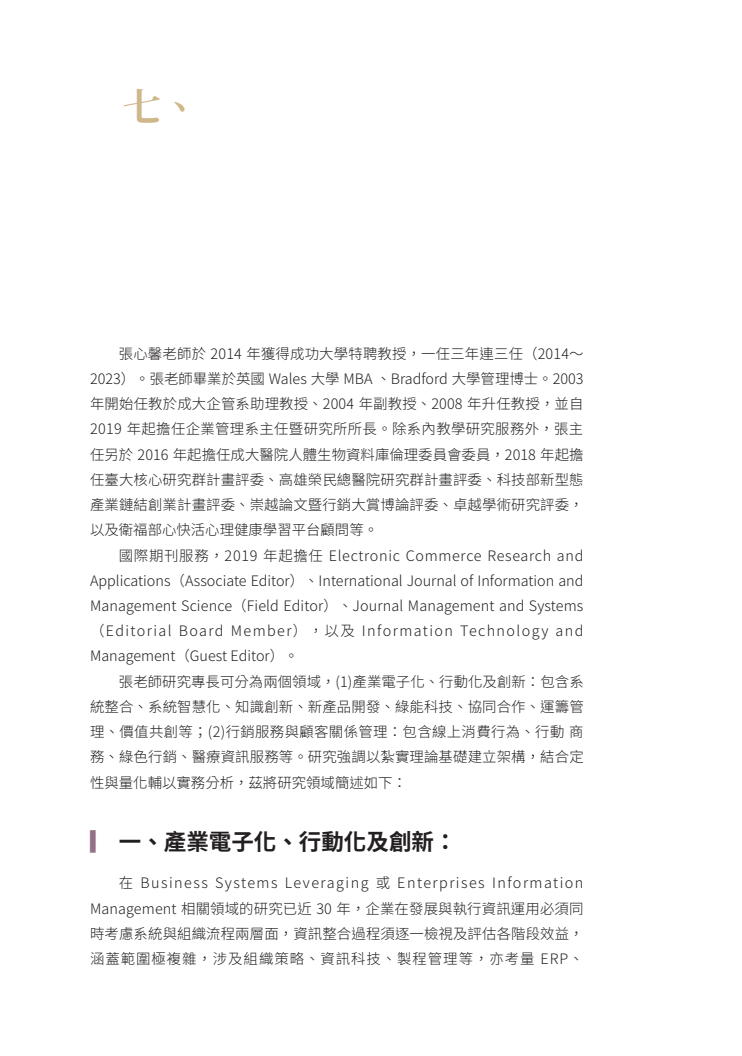 七、
張心馨老師於 2014 年獲得成功大學特聘教授，一任三年連三任（2014～
2023）。張老師畢業於英國 Wales 大學 MBA 、Bradford 大學管理博士。2003
年開始任教於成大企管系助理教授、2004 年副教授、2008 年升任教授，並自
2019 年起擔任企業管理系主任暨研究所所長。除系內教學研究服務外，張主
任另於 2016 年起擔任成大醫院人體生物資料庫倫理委員會委員，2018 年起擔
任臺大核心研究群計畫評委、高雄榮民總醫院研究群計畫評委、科技部新型態
產業鏈結創業計畫評委、崇越論文暨行銷大賞博論評委、卓越學術研究評委，
以及衛福部心快活心理健康學習平台顧問等。
國際期刊服務，2019 年起擔任 Electronic Commerce Research and
Applications（Associate Editor）、International Journal of Information and
Management Science（Field Editor）、Journal Management and Systems
（Editorial Board Member），以及 Information Technology and
Management（Guest Editor）。
張老師研究專長可分為兩個領域，(1)產業電子化、行動化及創新：包含系
統整合、系統智慧化、知識創新、新產品開發、綠能科技、協同合作、運籌管
理、價值共創等；(2)行銷服務與顧客關係管理：包含線上消費行為、行動 商
務、綠色行銷、醫療資訊服務等。研究強調以紮實理論基礎建立架構，結合定
性與量化輔以實務分析，茲將研究領域簡述如下：
一、產業電子化、行動化及創新：
在 Business Systems Leveraging 或 Enterprises Information
Management 相關領域的研究已近 30 年，企業在發展與執行資訊運用必須同
時考慮系統與組織流程兩層面，資訊整合過程須逐一檢視及評估各階段效益，
涵蓋範圍極複雜，涉及組織策略、資訊科技、製程管理等，亦考量 ERP、